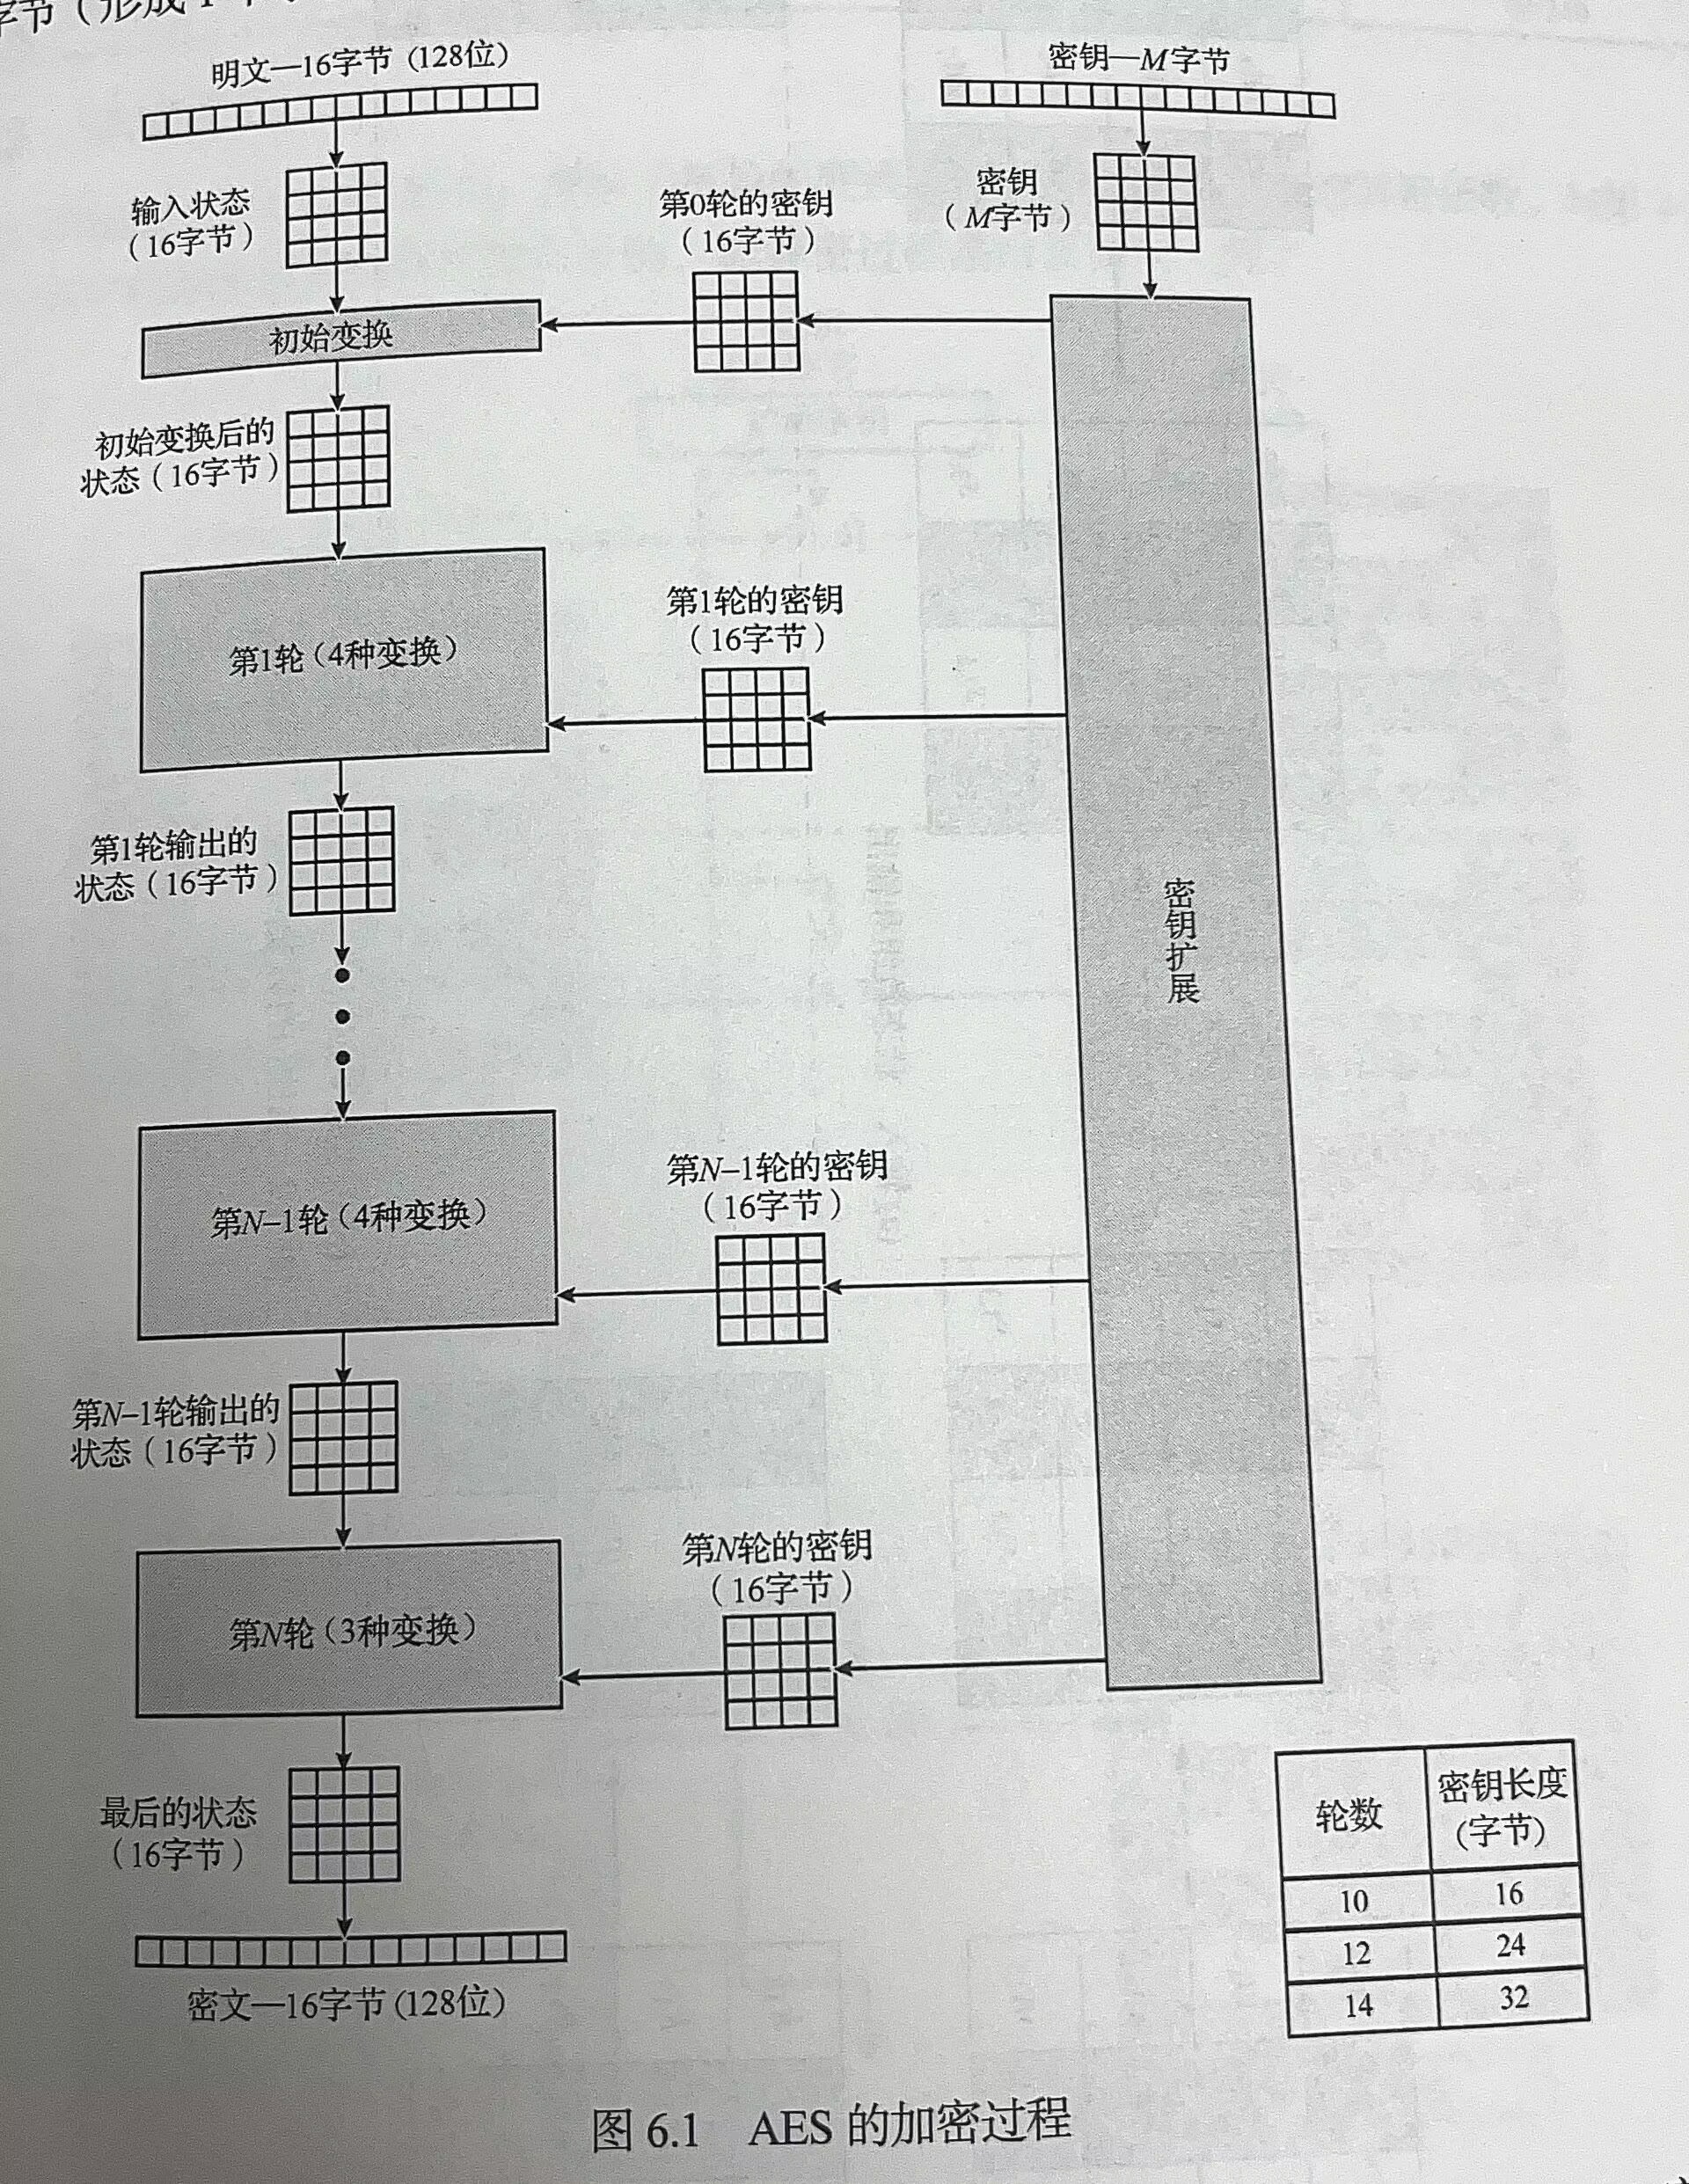 字节（形成
明文—16字节 (128位)
密钥—M字节
输入状态
（16字节）
第0轮的密钥
（16字节）
密钥
（M字节）
初始变换
初始变换后的
状态（16字节）
第1轮（4种变换）
第1轮的密钥
（16字节）
第1轮输出的
状态（16字节）
密钥扩展
第N–1轮（4种变换）
第N–1轮的密钥
（16字节）
第N–1轮输出的
状态（16字节）
第N轮（3种变换）
第N轮的密钥
（16字节）
最后的状态
（16字节）
密文—16字节 (128位)
轮数 密钥长度
(字节)
10 16
12 24
14 32
图 6.1 AES 的加密过程